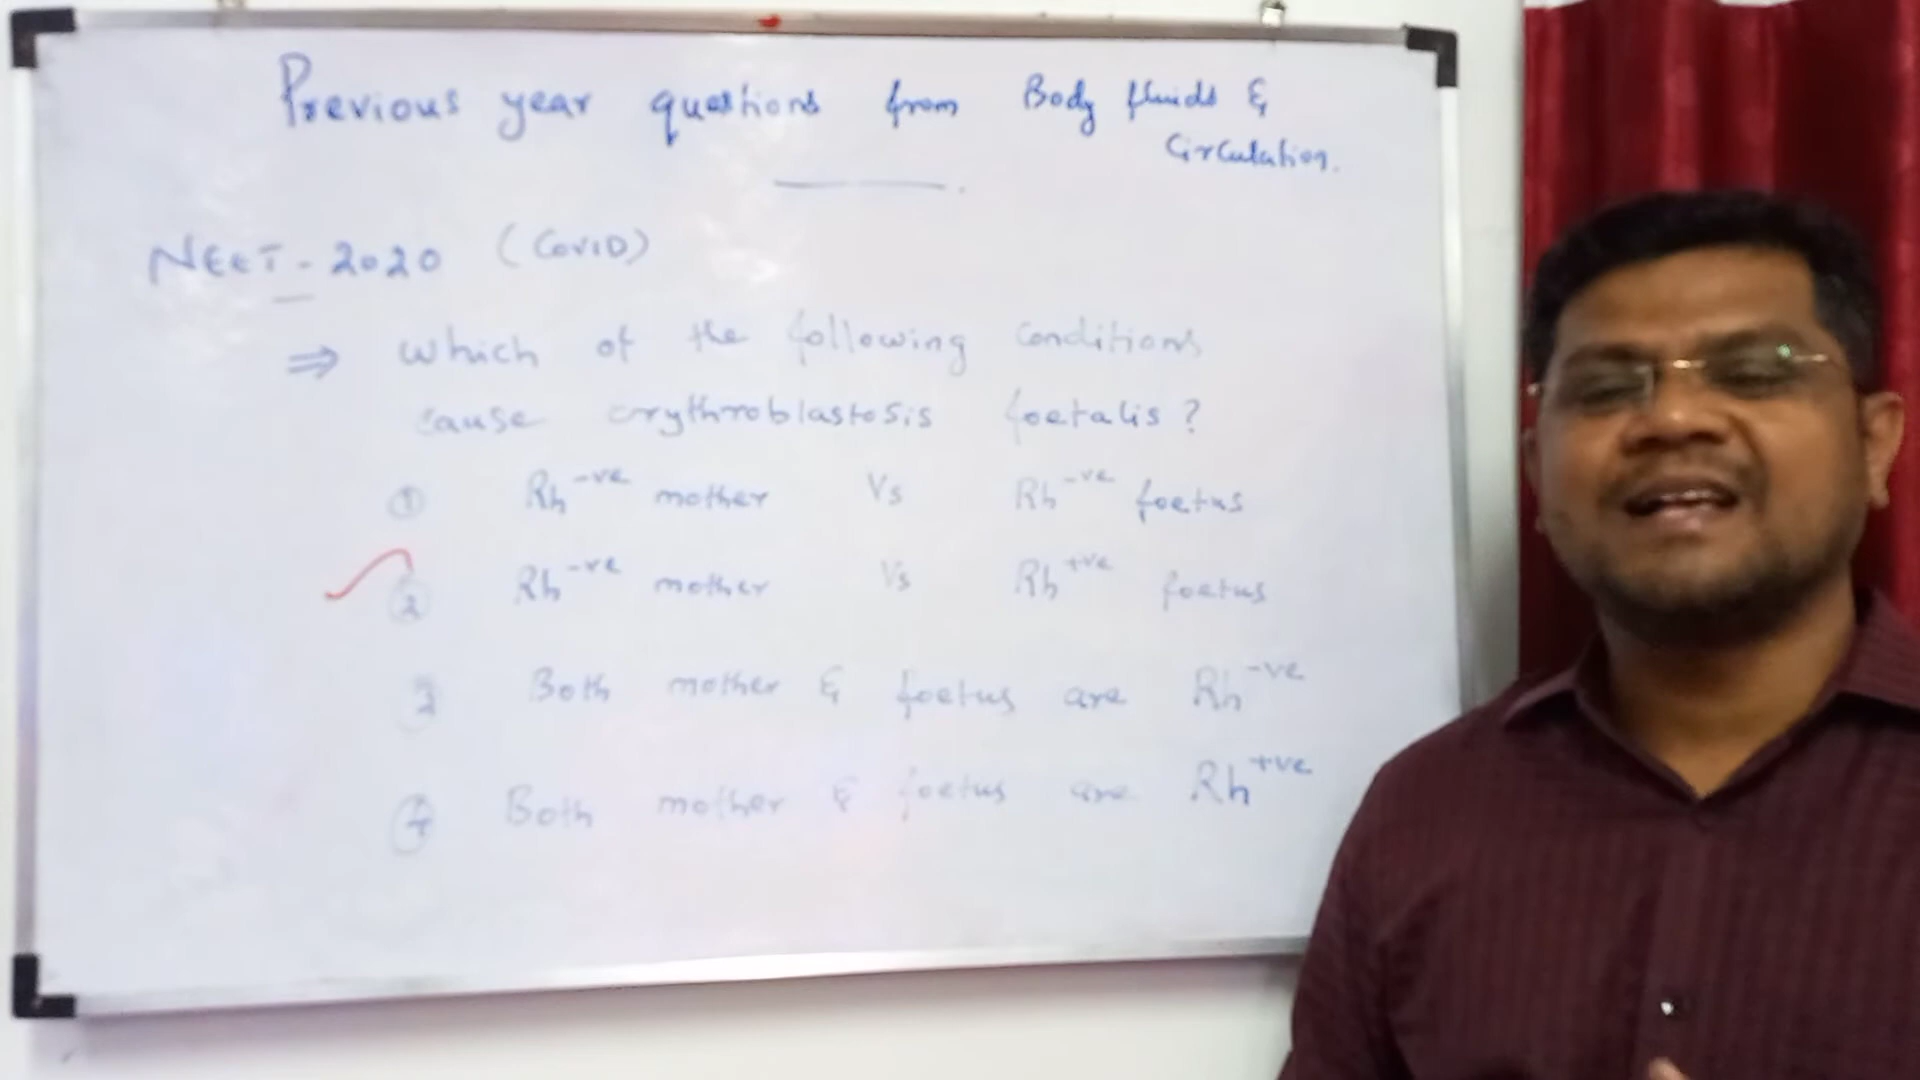 Previous year questions from Body fluids &
Circulation.
NEET-2020 (COVID)
⇒ Which of the following conditions
cause erythroblastosis foetalis?
① Rh-ve mother Vs Rh-ve foetus
② Rh-ve mother Vs Rh+ve foetus
3 Both mother & foetus are Rh-ve
④ Both mother & foetus are Rh+ve